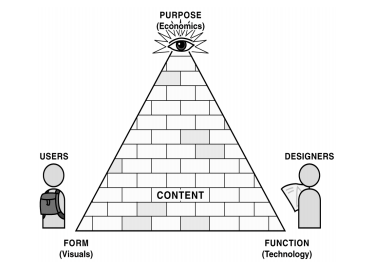 PURPOSE
(Economics)
USERS
DESIGNERS
CONTENT
FORM
(Visuals)
FUNCTION
(Technology)